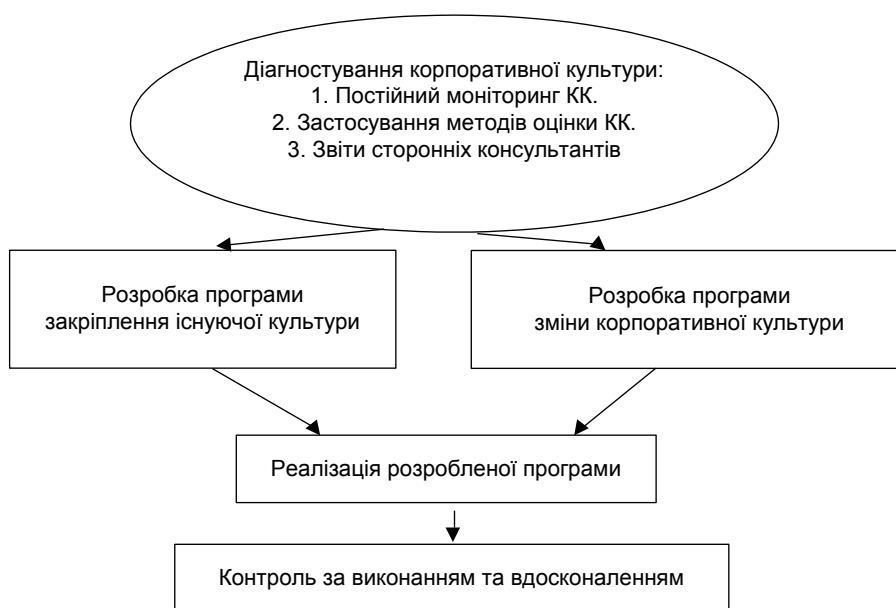 Діагностування корпоративної культури:
1. Постійний моніторинг КК.
2. Застосування методів оцінки КК.
3. Звіти сторонніх консультантів
Розробка програми
закріплення існуючої культури
Розробка програми
зміни корпоративної культури
Реалізація розробленої програми
Контроль за виконанням та вдосконаленням